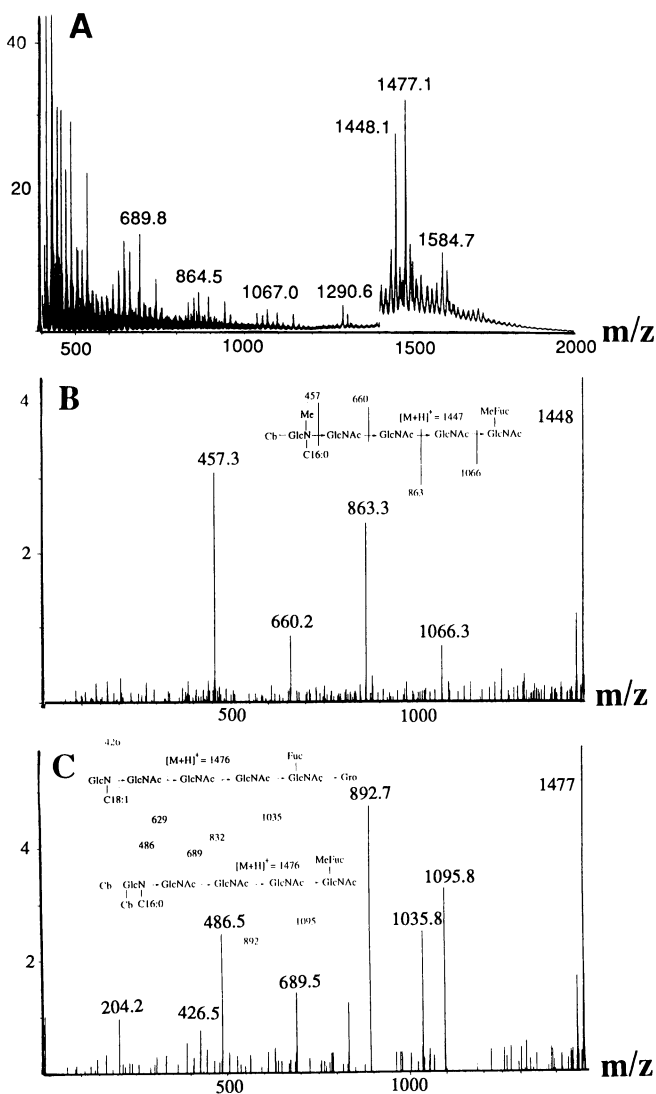 A
40
20
689.8
864.5
1067.0
1290.6
1448.1
1477.1
1584.7
500
1000
1500
2000
m/z
B
4
2
457
660
Me
[M+H]+ = 1447
MeFuc
1448
Cb GlcN GlcNAc GlcNAc GlcNAc GlcNAc
C16:0
863
1066
457.3
863.3
660.2
1066.3
500
1000
m/z
426
C
[M+H]+ = 1476
Fuc
GlcN GlcNAc GlcNAc GlcNAc GlcNAc Gro
C18:1
892.7
1477
629
1035
486
832
689
4
[M+H]+ = 1476
MeFuc
Cb GlcN GlcNAc GlcNAc GlcNAc GlcNAc
Cb C16:0
1095.8
486.5
1095
1035.8
892
2
689.5
204.2
426.5
500
1000
m/z